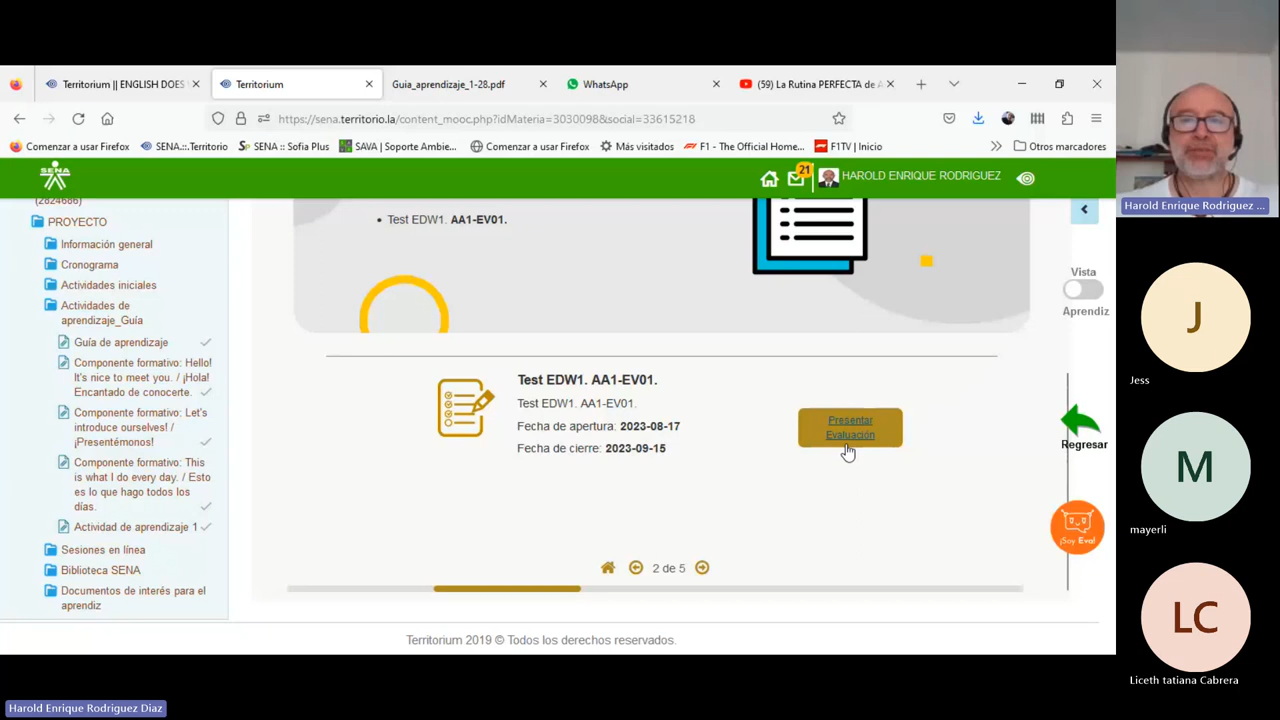 Territorium || ENGLISH DOES
Territorium
Guia_aprendizaje_1-28.pdf
WhatsApp
(59) La Rutina PERFECTA de
https://sena.territorio.la/content_mooc.php?idMateria=3030098&social=33615218
Comenzar a usar Firefox
SENA.::.Territorio
SENA :: Sofia Plus
SAVA | Soporte Ambie...
Comenzar a usar Firefox
Más visitados
F1 - The Official Home...
F1TV | Inicio
Otros marcadores
21
HAROLD ENRIQUE RODRIGUEZ
(2824686)
PROYECTO
Información general
Cronograma
Actividades iniciales
Actividades de
aprendizaje_Guía
Guía de aprendizaje
Componente formativo: Hello!
It's nice to meet you. / ¡Hola!
Encantado de conocerte.
Componente formativo: Let's
introduce ourselves! /
¡Presentémonos!
Componente formativo: This
is what I do every day. / Esto
es lo que hago todos los
días.
Actividad de aprendizaje 1
Sesiones en línea
Biblioteca SENA
Documentos de interés para el
aprendiz
• Test EDW1. AA1-EV01.
Test EDW1. AA1-EV01.
Test EDW1. AA1-EV01.
Fecha de apertura: 2023-08-17
Fecha de cierre: 2023-09-15
Presentar
Evaluación
2 de 5
Vista
Aprendiz
Regresar
¡Soy Eva!
Territorium 2019 © Todos los derechos reservados.
Harold Enrique Rodriguez ...
J
Jess
M
mayerli
LC
Liceth tatiana Cabrera
Harold Enrique Rodriguez Diaz